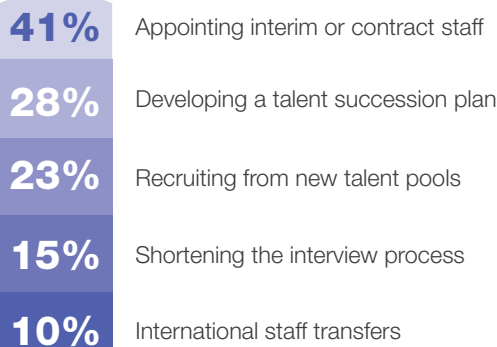 41% Appointing interim or contract staff
28% Developing a talent succession plan
23% Recruiting from new talent pools
15% Shortening the interview process
10% International staff transfers